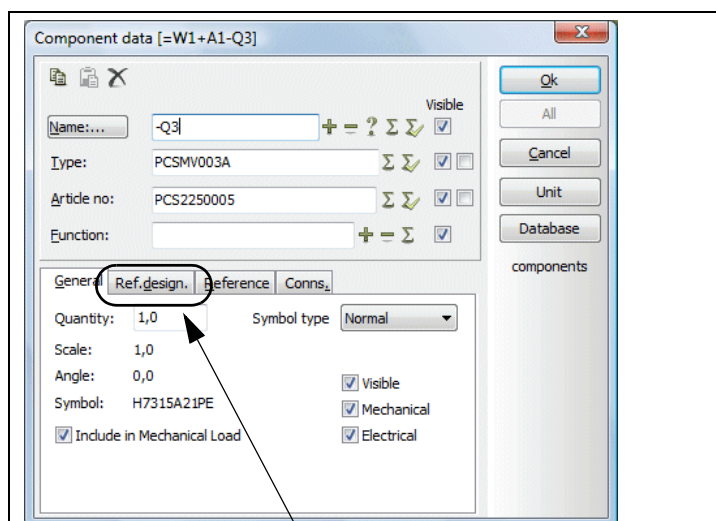 Component data [=W1+A1-Q3]
Visible
Name:... -Q3
Type: PCSMV003A
Article no: PCS2250005
Function:
Ok
All
Cancel
Unit
Database
components
General Ref.design. Reference Conns.
Quantity: 1,0 Symbol type Normal
Scale: 1,0
Angle: 0,0
Symbol: H7315A21PE
Include in Mechanical Load
Visible
Mechanical
Electrical